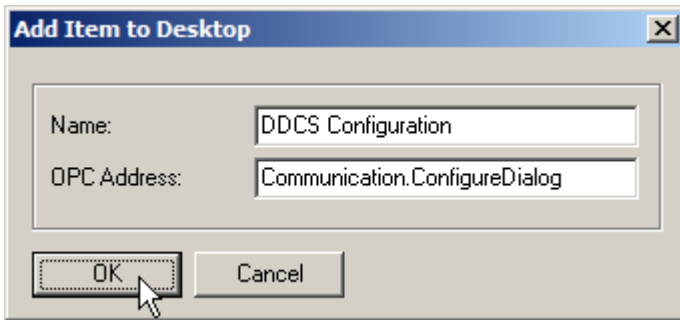 Add Item to Desktop
Name: DDCS Configuration
OPC Address: Communication.ConfigureDialog
OK Cancel